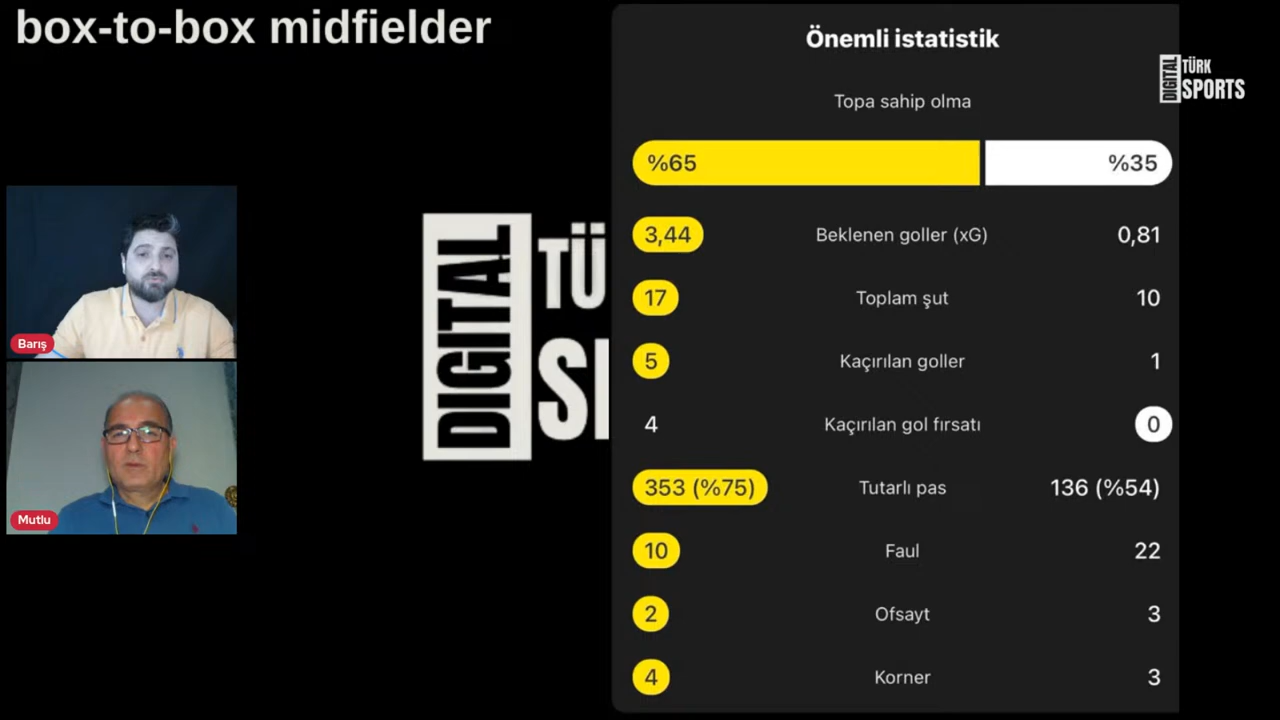 box-to-box midfielder
Önemli istatistik
DIGITAL
TÜRK
SPORTS
Topa sahip olma
%65
%35
3,44 Beklenen goller (xG) 0,81
17 Toplam şut 10
5 Kaçırılan goller 1
4 Kaçırılan gol fırsatı 0
353 (%75) Tutarlı pas 136 (%54)
10 Faul 22
2 Ofsayt 3
4 Korner 3
Barış
Mutlu
DIGITAL
TÜ
S